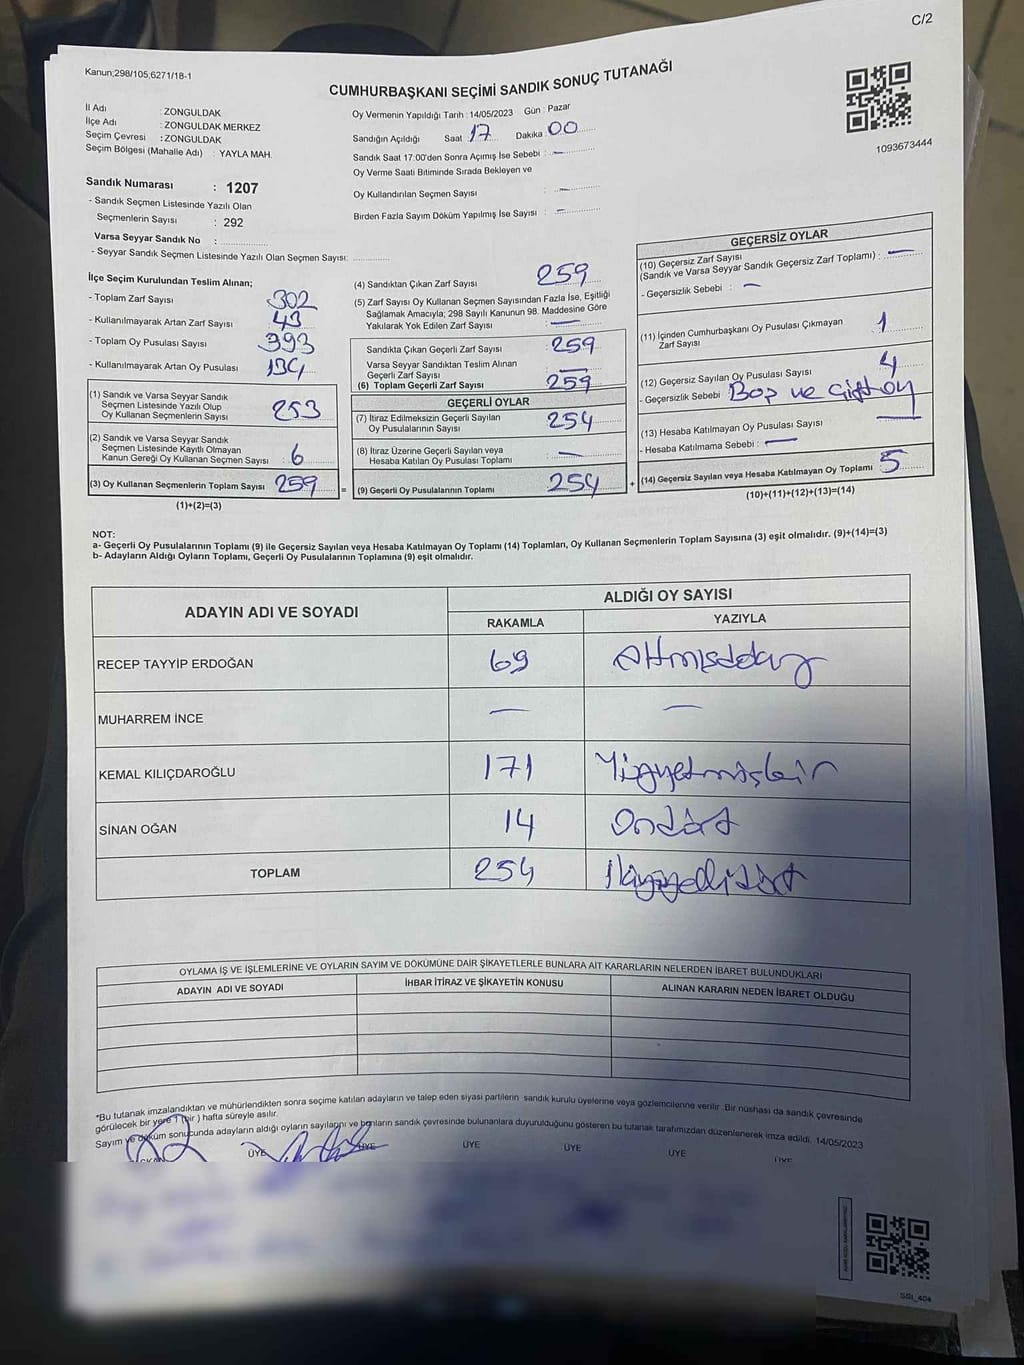 C/2
Kanun;298/105,6271/18-1
CUMHURBAŞKANI SEÇİMİ SANDIK SONUÇ TUTANAĞI
1093673444
İl Adı : ZONGULDAK
İlçe Adı : ZONGULDAK MERKEZ
Seçim Çevresi : ZONGULDAK
Seçim Bölgesi (Mahalle Adı) : YAYLA MAH.
Sandık Numarası : 1207
- Sandık Seçmen Listesinde Yazılı Olan
Seçmenlerin Sayısı : 292
Varsa Seyyar Sandık No :
- Seyyar Sandık Seçmen Listesinde Yazılı Olan Seçmen Sayısı:
Oy Vermenin Yapıldığı Tarih : 14/05/2023 Gün : Pazar
Sandığın Açıldığı Saat 17 Dakika : 00
Sandık Saat 17:00'den Sonra Açımış İse Sebebi : —
Oy Verme Saati Bitiminde Sırada Bekleyen ve
Oy Kullandırılan Seçmen Sayısı : —
Birden Fazla Sayım Döküm Yapılmış İse Sayısı : —
İlçe Seçim Kurulundan Teslim Alınan;
- Toplam Zarf Sayısı 302
- Kullanılmayarak Artan Zarf Sayısı 43
- Toplam Oy Pusulası Sayısı 393
- Kullanılmayarak Artan Oy Pusulası 134
(1) Sandık ve Varsa Seyyar Sandık
Seçmen Listesinde Yazılı Olup
Oy Kullanan Seçmenlerin Sayısı 253
(2) Sandık ve Varsa Seyyar Sandık
Seçmen Listesinde Kayıtlı Olmayan
Kanun Gereği Oy Kullanan Seçmen Sayısı : 6
(3) Oy Kullanan Seçmenlerin Toplam Sayısı 259
(1)+(2)=(3)
(4) Sandıktan Çıkan Zarf Sayısı 259
(5) Zarf Sayısı Oy Kullanan Seçmen Sayısından Fazla İse, Eşitliği
Sağlamak Amacıyla; 298 Sayılı Kanunun 98. Maddesine Göre
Yakılarak Yok Edilen Zarf Sayısı : —
Sandıkta Çıkan Geçerli Zarf Sayısı : 259
Varsa Seyyar Sandıktan Teslim Alınan
Geçerli Zarf Sayısı : —
(6) Toplam Geçerli Zarf Sayısı 259
GEÇERLİ OYLAR
(7) İtiraz Edilmeksizin Geçerli Sayılan
Oy Pusulalarının Sayısı : 254
(8) İtiraz Üzerine Geçerli Sayılan veya
Hesaba Katılan Oy Pusulası Toplamı : —
= (9) Geçerli Oy Pusulalarının Toplamı 254
GEÇERSİZ OYLAR
(10) Geçersiz Zarf Sayısı
(Sandık ve Varsa Seyyar Sandık Geçersiz Zarf Toplamı) : —
- Geçersizlik Sebebi : —
(11) İçinden Cumhurbaşkanı Oy Pusulası Çıkmayan
Zarf Sayısı 1
(12) Geçersiz Sayılan Oy Pusulası Sayısı 4
- Geçersizlik Sebebi Boş ve Çift oy
(13) Hesaba Katılmayan Oy Pusulası Sayısı —
- Hesaba Katılmama Sebebi : —
+ (14) Geçersiz Sayılan veya Hesaba Katılmayan Oy Toplamı 5
(10)+(11)+(12)+(13)=(14)
NOT:
a- Geçerli Oy Pusulalarının Toplamı (9) ile Geçersiz Sayılan veya Hesaba Katılmayan Oy Toplamı (14) Toplamları, Oy Kullanan Seçmenlerin Toplam Sayısına (3) eşit olmalıdır. (9)+(14)=(3)
b- Adayların Aldığı Oyların Toplamı, Geçerli Oy Pusulalarının Toplamına (9) eşit olmalıdır.
ADAYIN ADI VE SOYADI ALDIĞI OY SAYISI
RAKAMLA YAZIYLA
RECEP TAYYİP ERDOĞAN 69 Altmışdokuz
MUHARREM İNCE — —
KEMAL KILIÇDAROĞLU 171 Yüzyetmişbir
SİNAN OĞAN 14 Ondört
TOPLAM 254 İkiyüzellidört
OYLAMA İŞ VE İŞLEMLERİNE VE OYLARIN SAYIM VE DÖKÜMÜNE DAİR ŞİKAYETLERLE BUNLARA AİT KARARLARIN NELERDEN İBARET BULUNDUKLARI
ADAYIN ADI VE SOYADI İHBAR İTİRAZ VE ŞİKAYETİN KONUSU ALINAN KARARIN NEDEN İBARET OLDUĞU
*Bu tutanak imzalandıktan ve mühürlendikten sonra seçime katılan adayların ve talep eden siyasi partilerin sandık kurulu üyelerine veya gözlemcilerine verilir. Bir nüshası da sandık çevresinde
görülecek bir yere 1 (bir) hafta süreyle asılır.
Sayım ve döküm sonucunda adayların aldığı oyların sayılarını ve bunların sandık çevresinde bulunanlara duyurulduğunu gösteren bu tutanak tarafımızdan düzenlenerek imza edildi, 14/05/2023
ÜYE ÜYE ÜYE ÜYE ÜYE ÜYE